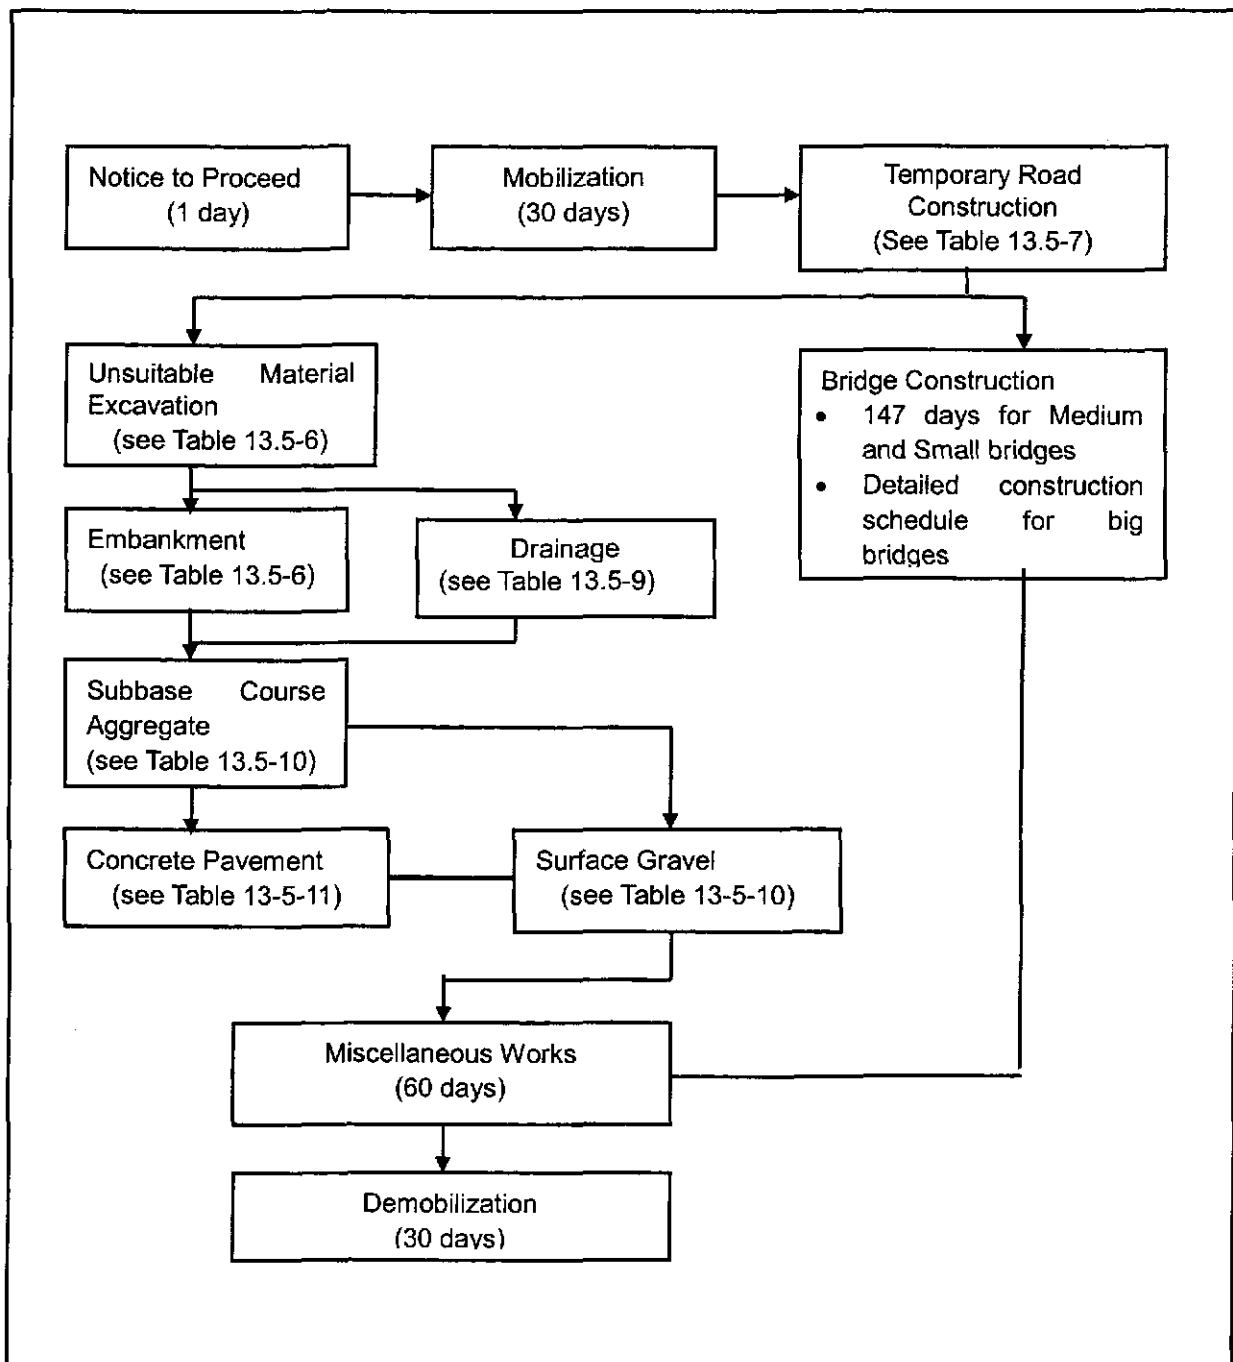 Notice to Proceed
(1 day)
Mobilization
(30 days)
Temporary Road
Construction
(See Table 13.5-7)
Unsuitable Material
Excavation
(see Table 13.5-6)
Bridge Construction
• 147 days for Medium
and Small bridges
• Detailed construction
schedule for big
bridges
Embankment
(see Table 13.5-6)
Drainage
(see Table 13.5-9)
Subbase Course
Aggregate
(see Table 13.5-10)
Concrete Pavement
(see Table 13-5-11)
Surface Gravel
(see Table 13-5-10)
Miscellaneous Works
(60 days)
Demobilization
(30 days)